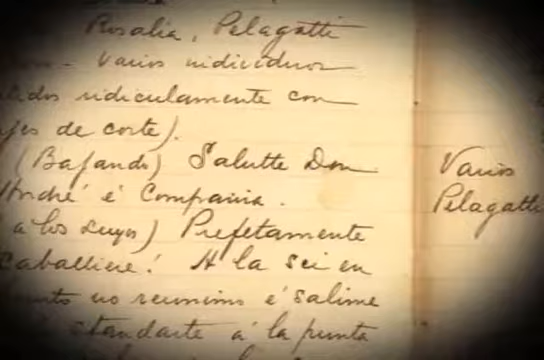 Rosalia, Pelagatti
Varios individuos
ridiculamente con
de corte).
(Bajando) Salutte Don
André é Compania.
a los suyos) Prefetamente
Caballiere! A la sei en
no reunimo é salime
standarte á la punta
Varios
Pelagatti